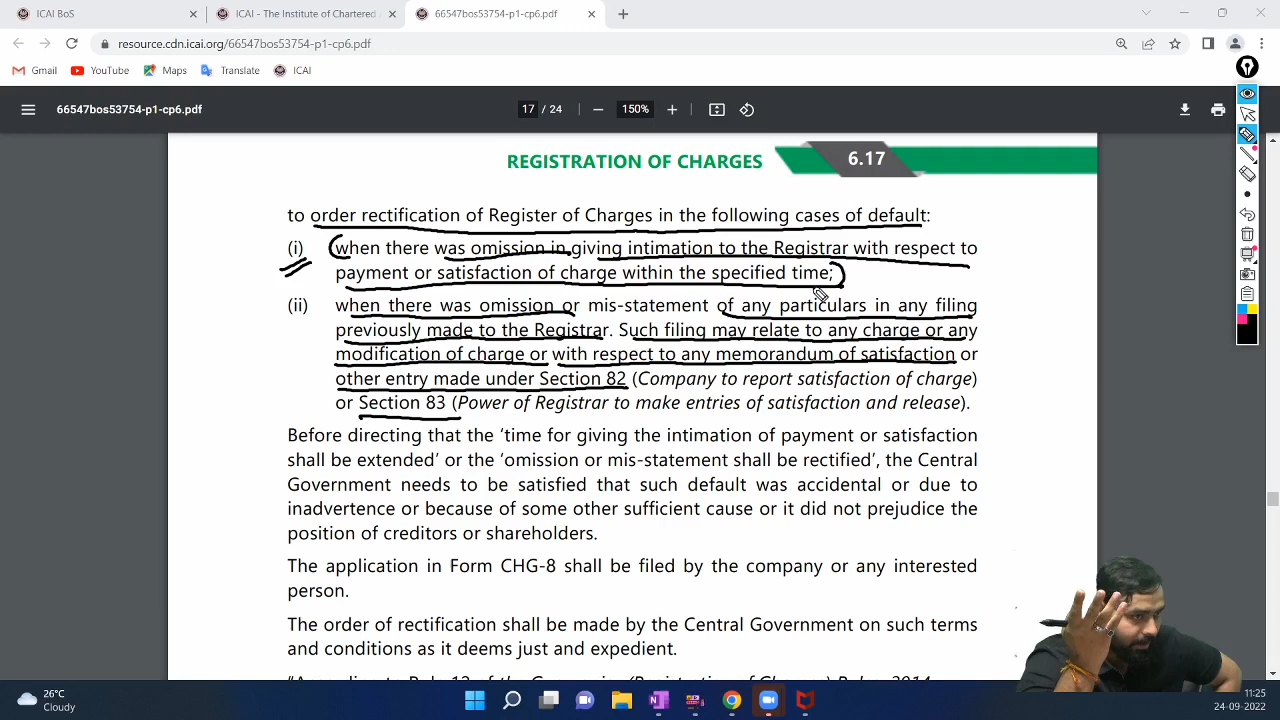 ICAI BoS
ICAI - The Institute of Chartered
66547bos53754-p1-cp6.pdf
resource.cdn.icai.org/66547bos53754-p1-cp6.pdf
Gmail YouTube Maps Translate ICAI
66547bos53754-p1-cp6.pdf 17 / 24 150%
REGISTRATION OF CHARGES 6.17
to order rectification of Register of Charges in the following cases of default:
(i) when there was omission in giving intimation to the Registrar with respect to
payment or satisfaction of charge within the specified time;
(ii) when there was omission or mis-statement of any particulars in any filing
previously made to the Registrar. Such filing may relate to any charge or any
modification of charge or with respect to any memorandum of satisfaction or
other entry made under Section 82 (Company to report satisfaction of charge)
or Section 83 (Power of Registrar to make entries of satisfaction and release).
Before directing that the ‘time for giving the intimation of payment or satisfaction
shall be extended’ or the ‘omission or mis-statement shall be rectified’, the Central
Government needs to be satisfied that such default was accidental or due to
inadvertence or because of some other sufficient cause or it did not prejudice the
position of creditors or shareholders.
The application in Form CHG-8 shall be filed by the company or any interested
person.
The order of rectification shall be made by the Central Government on such terms
and conditions as it deems just and expedient.
26°C
Cloudy
11:25
24-09-2022